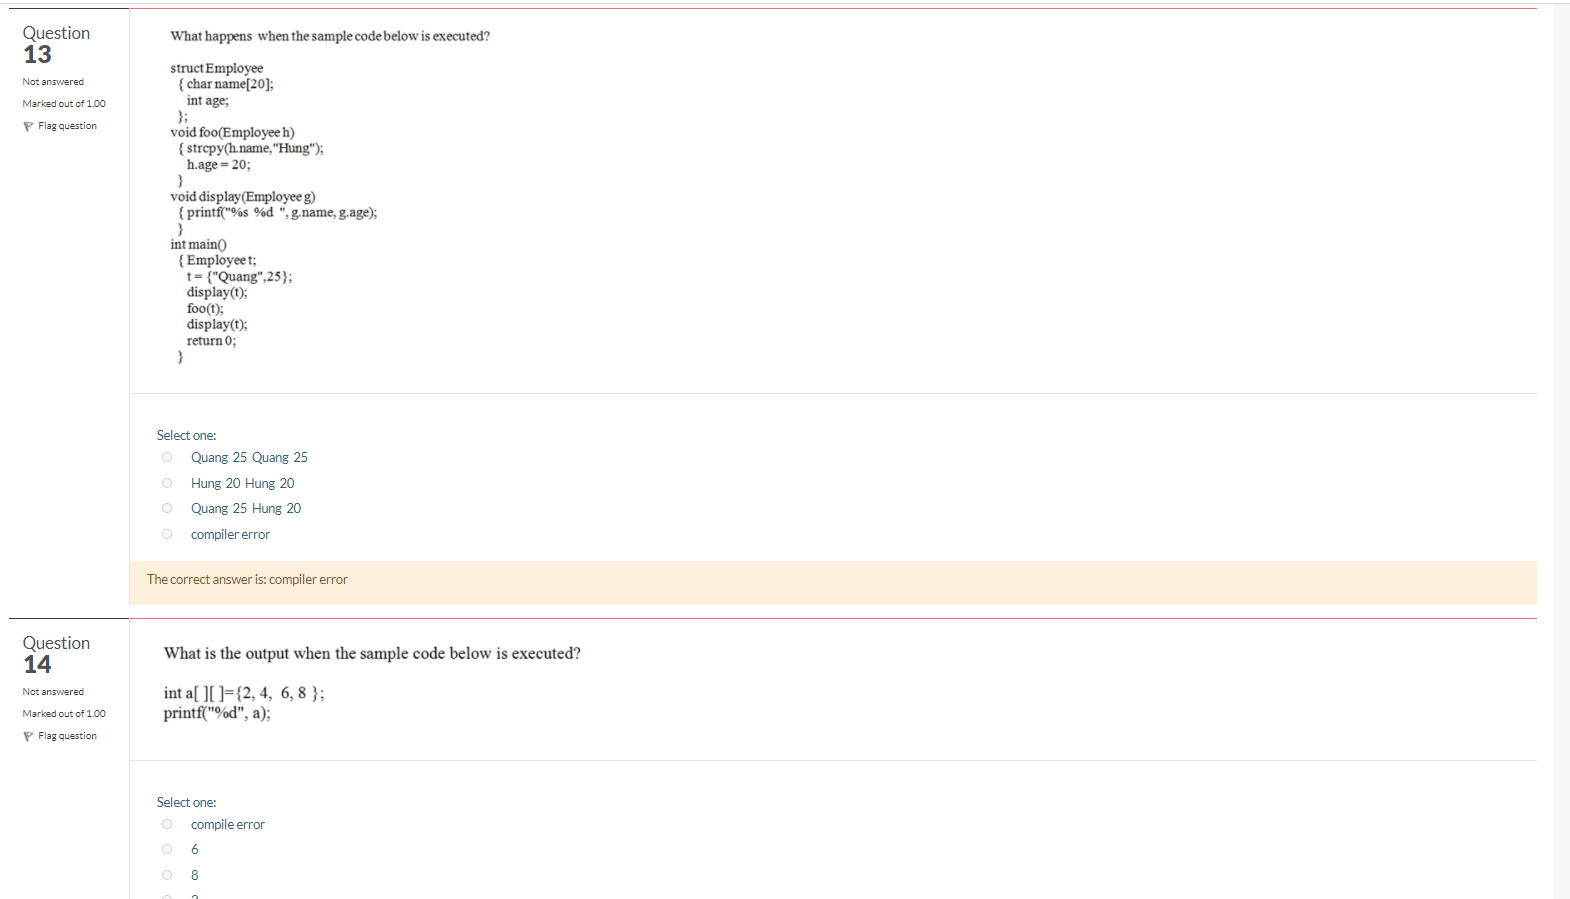 Question
13
Not answered
Marked out of 1.00
Flag question
What happens when the sample code below is executed?
struct Employee
{ char name[20];
int age;
};
void foo(Employee h)
{ strcpy(h.name,"Hung");
h.age = 20;
}
void display(Employee g)
{ printf("%s %d ", g.name, g.age);
}
int main()
{ Employee t;
t = {"Quang",25};
display(t);
foo(t);
display(t);
return 0;
}
Select one:
Quang 25 Quang 25
Hung 20 Hung 20
Quang 25 Hung 20
compiler error
The correct answer is: compiler error
Question
14
Not answered
Marked out of 1.00
Flag question
What is the output when the sample code below is executed?
int a[ ][ ]={2, 4, 6, 8 };
printf("%d", a);
Select one:
compile error
6
8